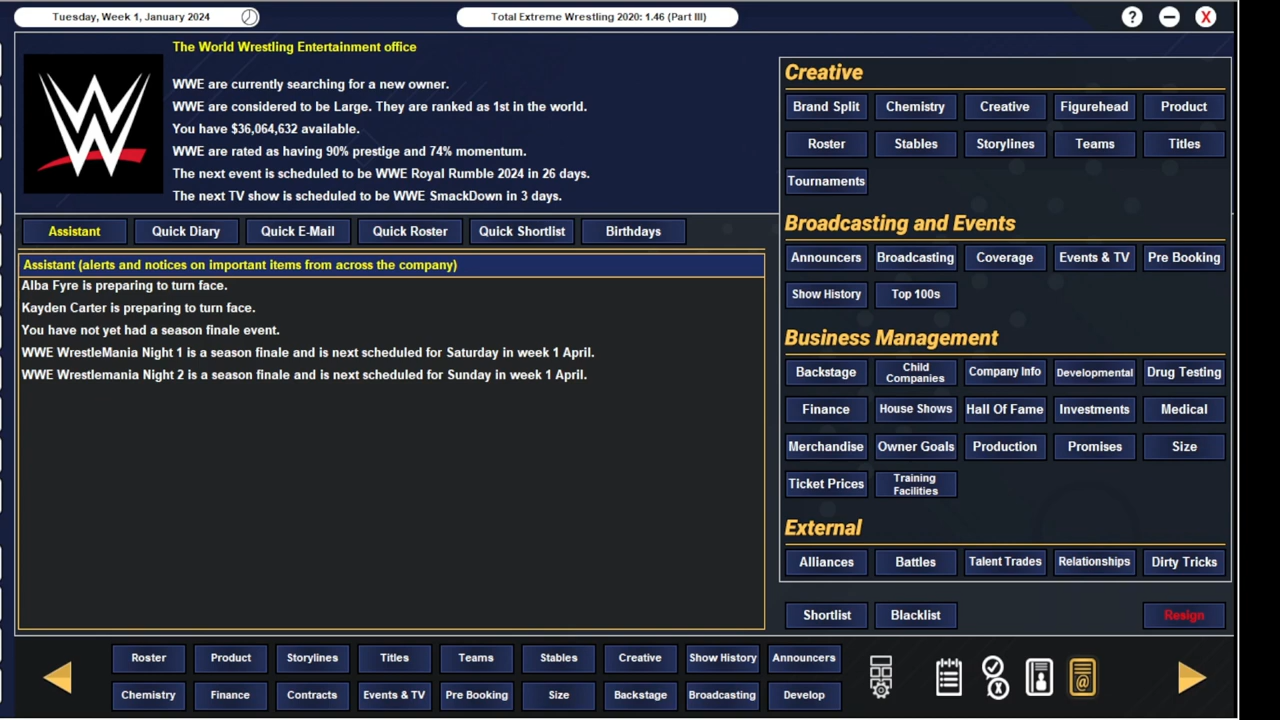 Tuesday, Week 1, January 2024
Total Extreme Wrestling 2020: 1.46 (Part III)
?
X
The World Wrestling Entertainment office
WWE are currently searching for a new owner.
WWE are considered to be Large. They are ranked as 1st in the world.
You have $36,064,632 available.
WWE are rated as having 90% prestige and 74% momentum.
The next event is scheduled to be WWE Royal Rumble 2024 in 26 days.
The next TV show is scheduled to be WWE SmackDown in 3 days.
Assistant Quick Diary Quick E-Mail Quick Roster Quick Shortlist Birthdays
Assistant (alerts and notices on important items from across the company)
Alba Fyre is preparing to turn face.
Kayden Carter is preparing to turn face.
You have not yet had a season finale event.
WWE WrestleMania Night 1 is a season finale and is next scheduled for Saturday in week 1 April.
WWE Wrestlemania Night 2 is a season finale and is next scheduled for Sunday in week 1 April.
Creative
Brand Split Chemistry Creative Figurehead Product
Roster Stables Storylines Teams Titles
Tournaments
Broadcasting and Events
Announcers Broadcasting Coverage Events & TV Pre Booking
Show History Top 100s
Business Management
Backstage Child Companies Company Info Developmental Drug Testing
Finance House Shows Hall Of Fame Investments Medical
Merchandise Owner Goals Production Promises Size
Ticket Prices Training Facilities
External
Alliances Battles Talent Trades Relationships Dirty Tricks
Shortlist Blacklist Resign
Roster Product Storylines Titles Teams Stables Creative Show History Announcers
Chemistry Finance Contracts Events & TV Pre Booking Size Backstage Broadcasting Develop